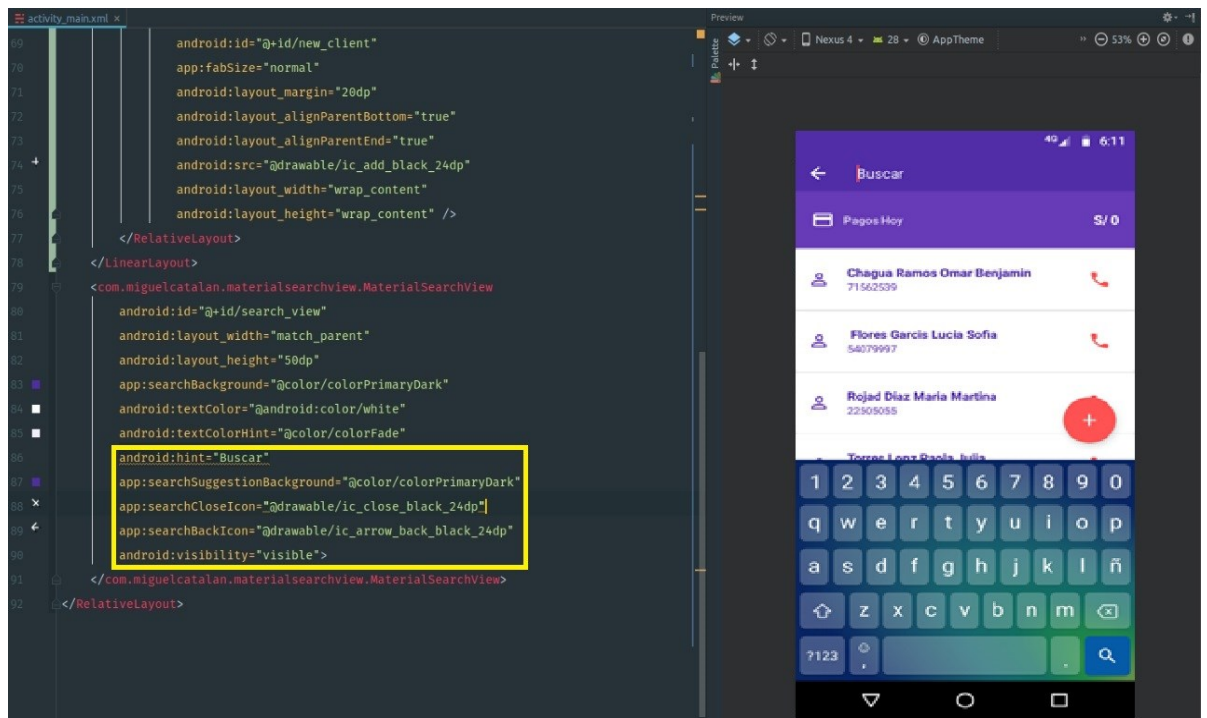 activity_main.xml ×
69 android:id="@+id/new_client"
70 app:fabSize="normal"
71 android:layout_margin="20dp"
72 android:layout_alignParentBottom="true"
73 android:layout_alignParentEnd="true"
74 android:src="@drawable/ic_add_black_24dp"
75 android:layout_width="wrap_content"
76 android:layout_height="wrap_content" />
77 </RelativeLayout>
78 </LinearLayout>
79 <com.miguelcatalan.materialsearchview.MaterialSearchView
80 android:id="@+id/search_view"
81 android:layout_width="match_parent"
82 android:layout_height="50dp"
83 app:searchBackground="@color/colorPrimaryDark"
84 android:textColor="@android:color/white"
85 android:textColorHint="@color/colorFade"
86 android:hint="Buscar"
87 app:searchSuggestionBackground="@color/colorPrimaryDark"
88 app:searchCloseIcon="@drawable/ic_close_black_24dp"
89 app:searchBackIcon="@drawable/ic_arrow_back_black_24dp"
90 android:visibility="visible">
91 </com.miguelcatalan.materialsearchview.MaterialSearchView>
92 </RelativeLayout>
Preview
Palette
Nexus 4 28 AppTheme » 53%
4G 6:11
Buscar
Pagos Hoy S/ 0
Chagua Ramos Omar Benjamin
71562539
Flores Garcis Lucia Sofia
54079997
Rojad Diaz Maria Martina
22505055
+
Torres Paola Julia
1 2 3 4 5 6 7 8 9 0
q w e r t y u i o p
a s d f g h j k l ñ
z x c v b n m
?123 , .